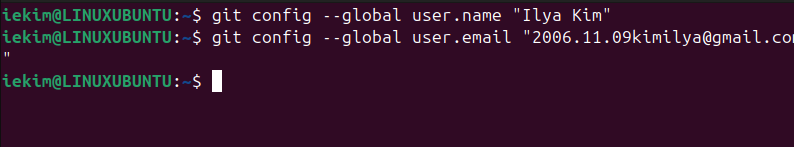 iekim@LINUXUBUNTU:~$ git config --global user.name "Ilya Kim"
iekim@LINUXUBUNTU:~$ git config --global user.email "2006.11.09kimilya@gmail.com
"
iekim@LINUXUBUNTU:~$